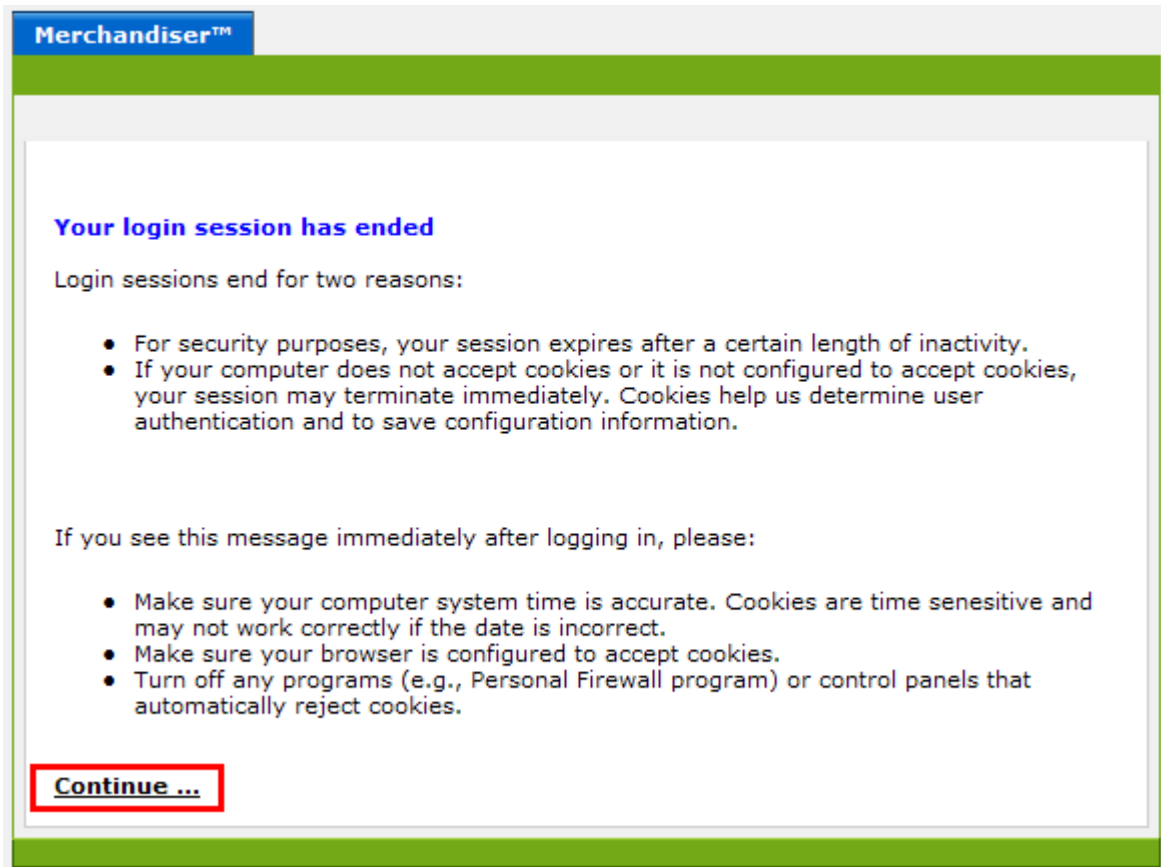 Merchandiser™
Your login session has ended
Login sessions end for two reasons:
● For security purposes, your session expires after a certain length of inactivity.
● If your computer does not accept cookies or it is not configured to accept cookies,
your session may terminate immediately. Cookies help us determine user
authentication and to save configuration information.
If you see this message immediately after logging in, please:
● Make sure your computer system time is accurate. Cookies are time senesitive and
may not work correctly if the date is incorrect.
● Make sure your browser is configured to accept cookies.
● Turn off any programs (e.g., Personal Firewall program) or control panels that
automatically reject cookies.
Continue ...